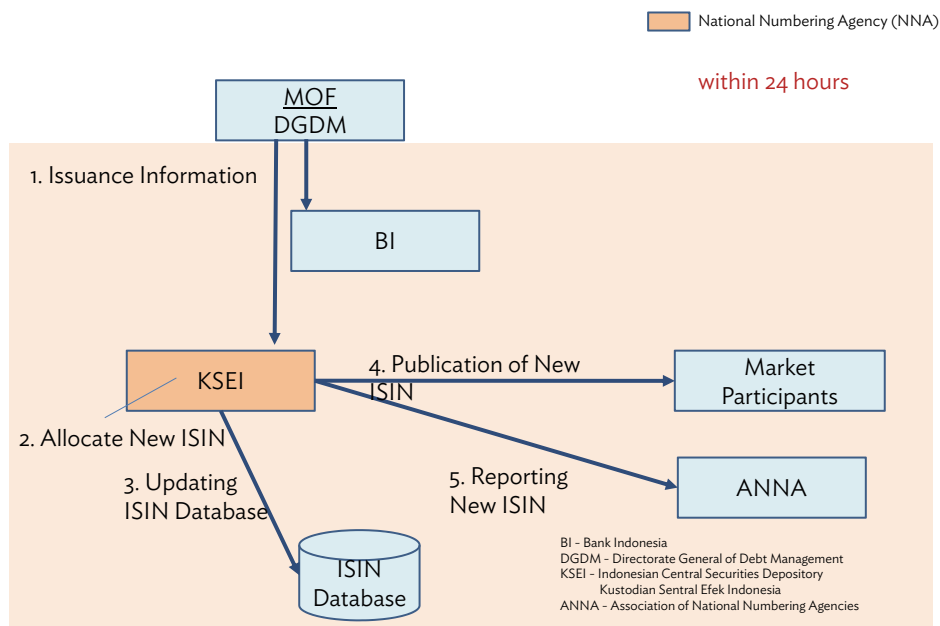 National Numbering Agency (NNA)
within 24 hours
MOF
DGDM
1. Issuance Information
BI
KSEI
4. Publication of New
ISIN
Market
Participants
2. Allocate New ISIN
3. Updating
ISIN Database
5. Reporting
New ISIN
ANNA
ISIN
Database
BI - Bank Indonesia
DGDM – Directorate General of Debt Management
KSEI – Indonesian Central Securities Depository
Kustodian Sentral Efek Indonesia
ANNA – Association of National Numbering Agencies